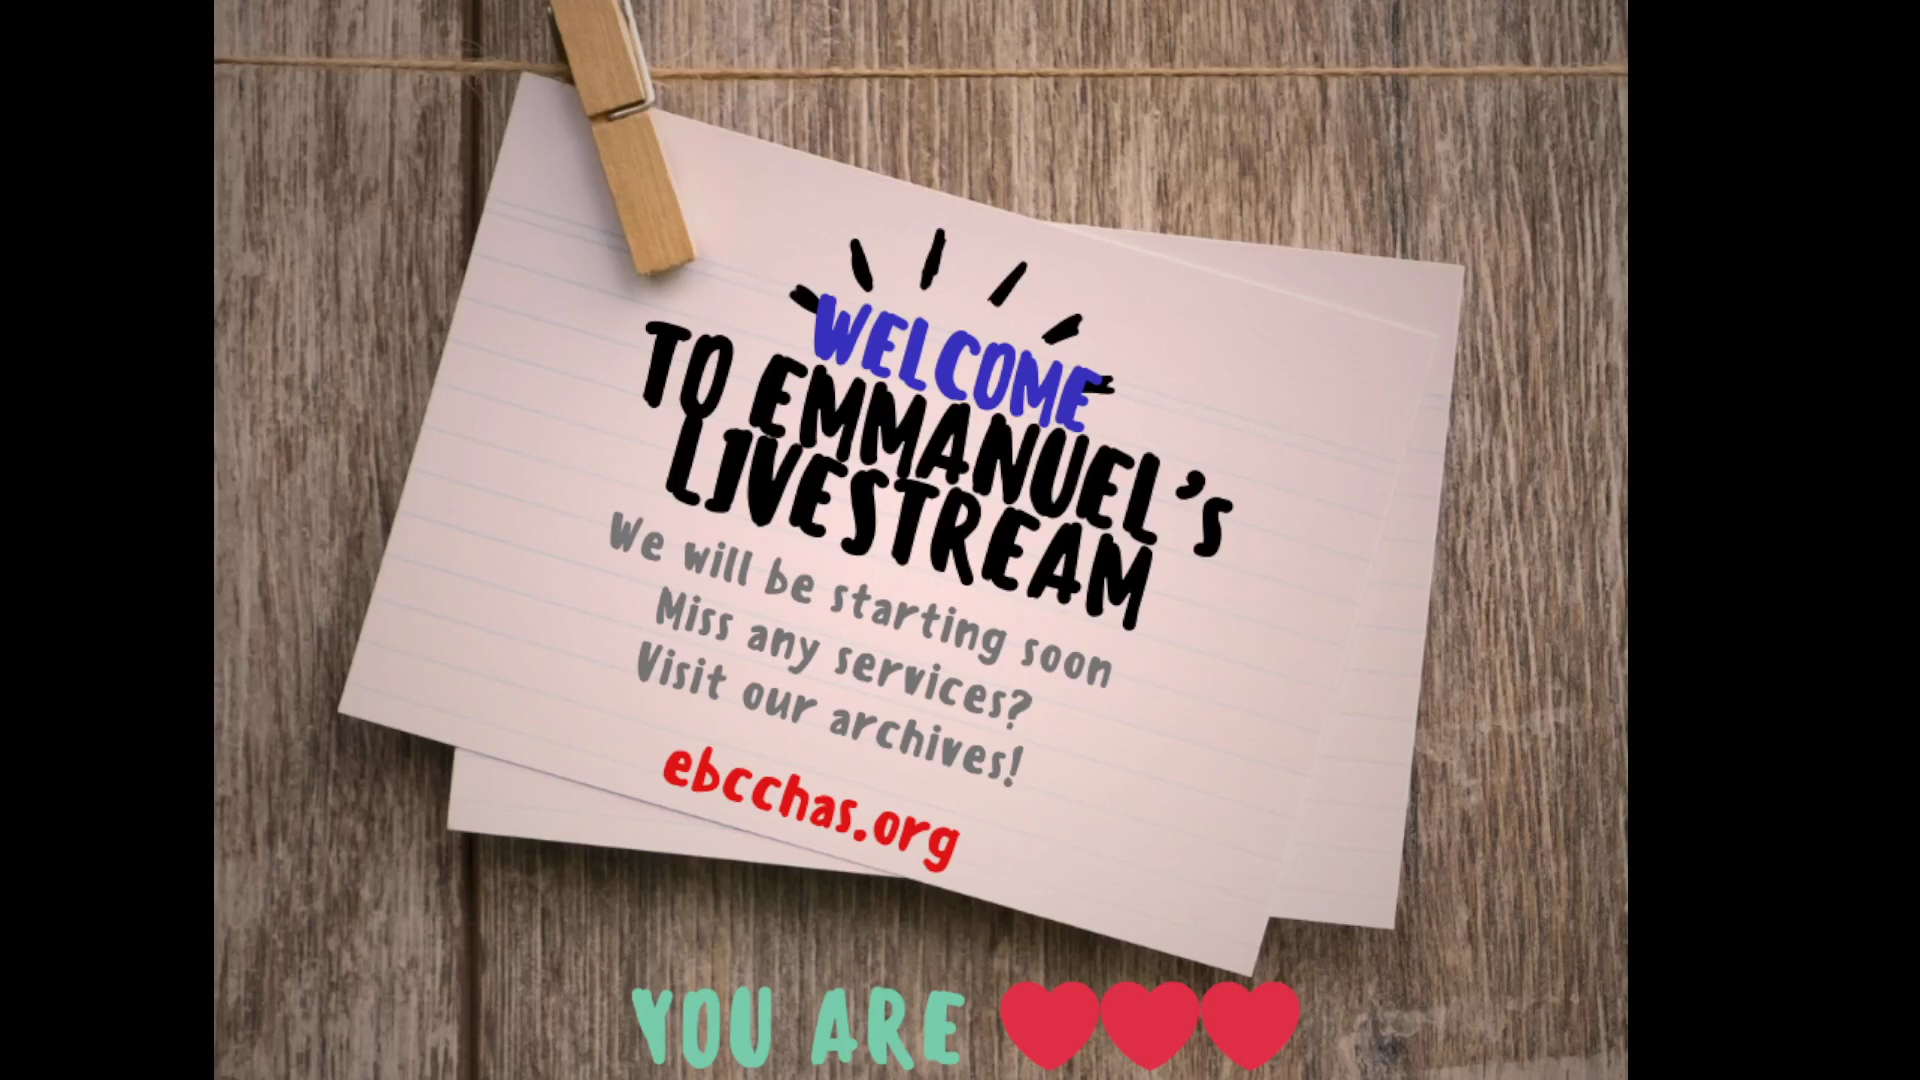 WELCOME
TO EMMANUEL's
LIVESTREAM
We will be starting soon
Miss any services?
Visit our archives!
ebcchas.org
YOU ARE ❤❤❤